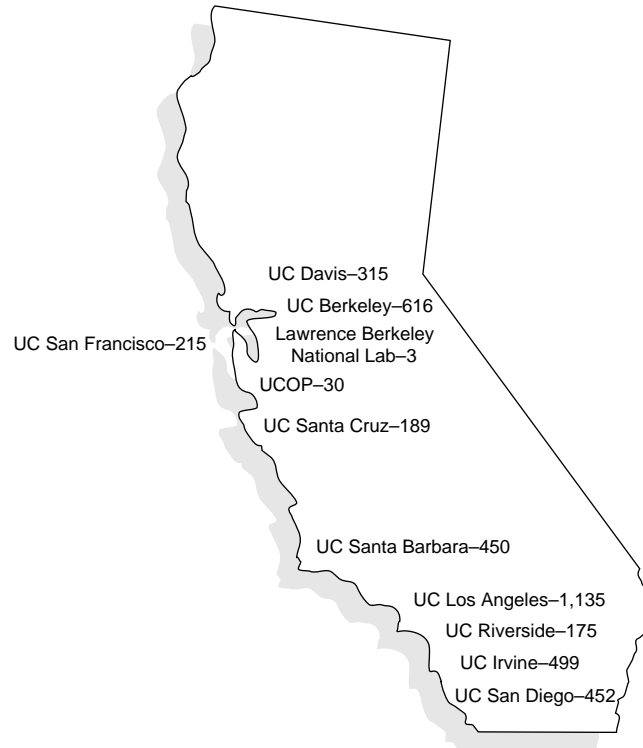 UC Davis–315
UC Berkeley–616
UC San Francisco–215
Lawrence Berkeley
National Lab–3
UCOP–30
UC Santa Cruz–189
UC Santa Barbara–450
UC Los Angeles–1,135
UC Riverside–175
UC Irvine–499
UC San Diego–452